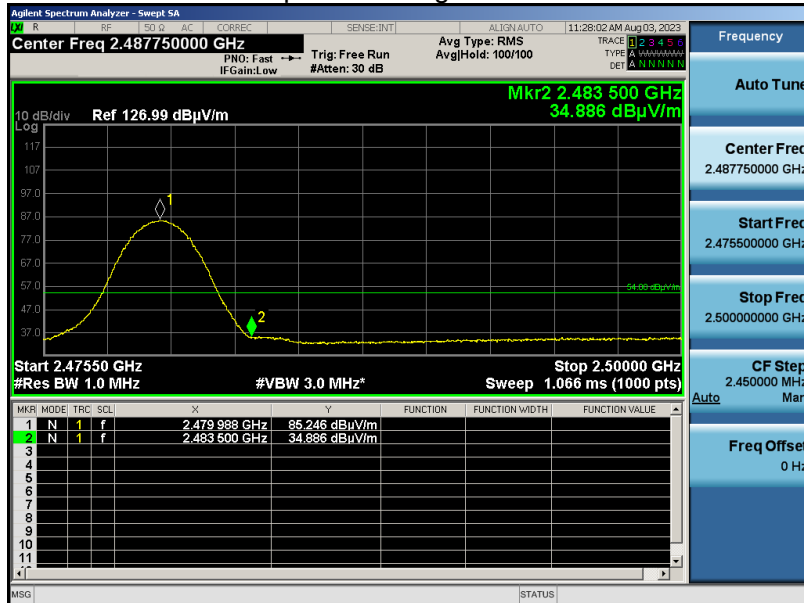 Agilent Spectrum Analyzer - Swept SA
LXI R RF 50 Ω AC CORREC SENSE:INT ALIGN AUTO 11:28:02 AM Aug 03, 2023
Center Freq 2.487750000 GHz
PNO: Fast
IFGain:Low
Trig: Free Run
#Atten: 30 dB
Avg Type: RMS
Avg|Hold: 100/100
TRACE 1 2 3 4 5 6
TYPE A
DET A N N N N N
Mkr2 2.483 500 GHz
34.886 dBµV/m
10 dB/div Ref 126.99 dBµV/m
Log
117
107
97.0
87.0
77.0
67.0
57.0
47.0
37.0
1
2
54.00 dBµV/m
Start 2.47550 GHz
Stop 2.50000 GHz
#Res BW 1.0 MHz
#VBW 3.0 MHz*
Sweep 1.066 ms (1000 pts)
MKR MODE TRC SCL X Y FUNCTION FUNCTION WIDTH FUNCTION VALUE
1 N 1 f 2.479 988 GHz 85.246 dBµV/m
2 N 1 f 2.483 500 GHz 34.886 dBµV/m
3
4
5
6
7
8
9
10
11
MSG
STATUS
Frequency
Auto Tune
Center Freq
2.487750000 GHz
Start Freq
2.475500000 GHz
Stop Freq
2.500000000 GHz
CF Step
2.450000 MHz
Auto Man
Freq Offset
0 Hz